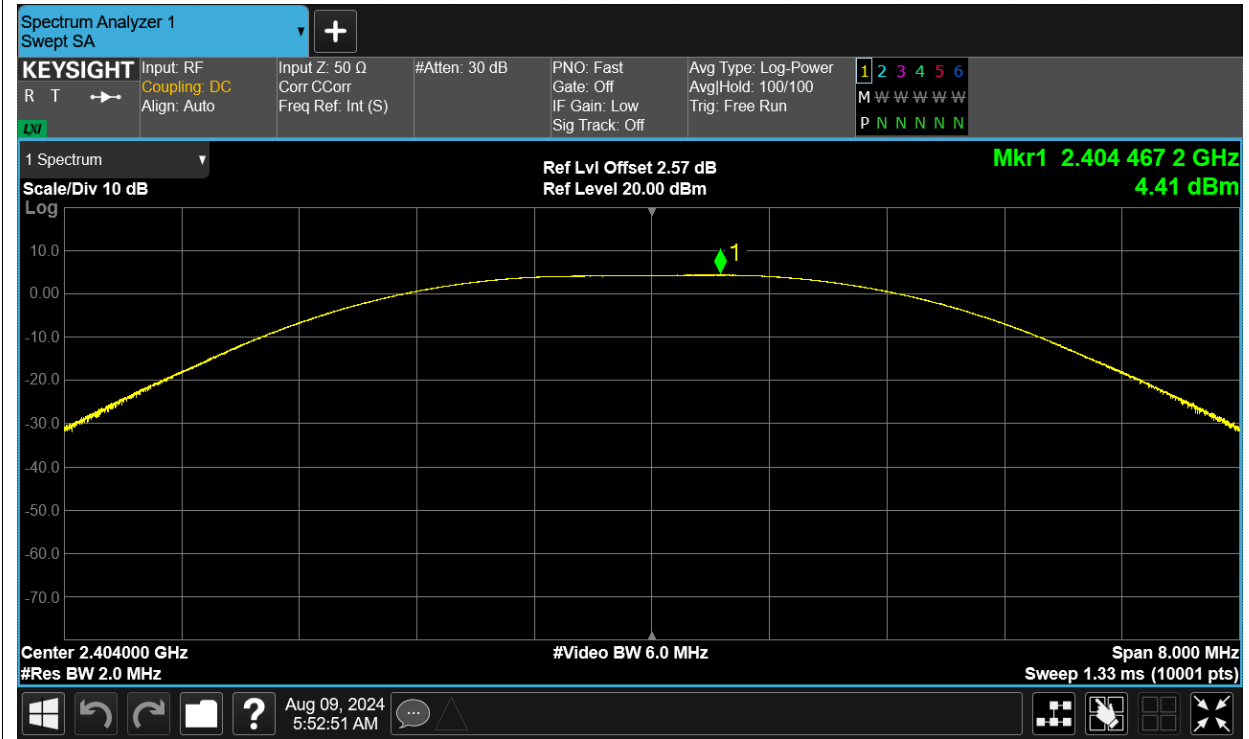 Spectrum Analyzer 1
Swept SA
+
KEYSIGHT
R T
LXI
Input: RF
Coupling: DC
Align: Auto
Input Z: 50 Ω
Corr CCorr
Freq Ref: Int (S)
#Atten: 30 dB
PNO: Fast
Gate: Off
IF Gain: Low
Sig Track: Off
Avg Type: Log-Power
Avg|Hold: 100/100
Trig: Free Run
1 2 3 4 5 6
M W W W W W
P N N N N N
1 Spectrum
Scale/Div 10 dB
Log
Ref Lvl Offset 2.57 dB
Ref Level 20.00 dBm
Mkr1 2.404 467 2 GHz
4.41 dBm
1
10.0
0.00
-10.0
-20.0
-30.0
-40.0
-50.0
-60.0
-70.0
Center 2.404000 GHz
#Res BW 2.0 MHz
#Video BW 6.0 MHz
Span 8.000 MHz
Sweep 1.33 ms (10001 pts)
?
Aug 09, 2024
5:52:51 AM